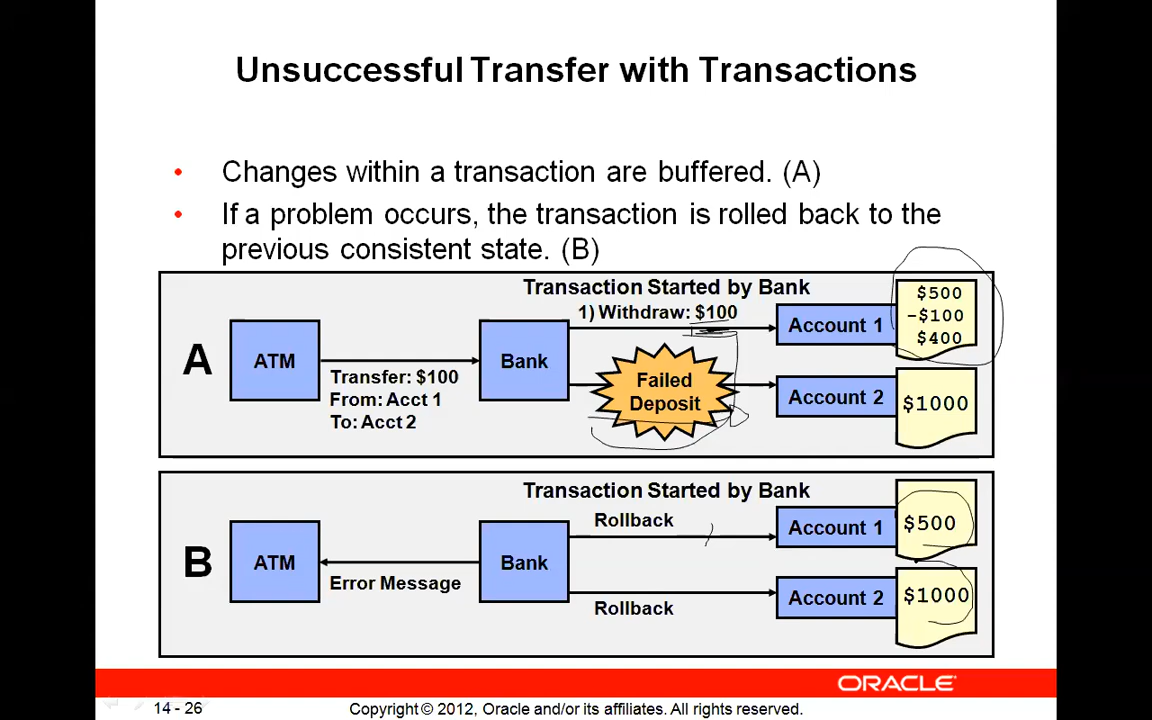 Unsuccessful Transfer with Transactions
• Changes within a transaction are buffered. (A)
• If a problem occurs, the transaction is rolled back to the
previous consistent state. (B)
Transaction Started by Bank
A
ATM
Transfer: $100
From: Acct 1
To: Acct 2
Bank
1) Withdraw: $100
Failed
Deposit
Account 1
$500
-$100
$400
Account 2
$1000
Transaction Started by Bank
B
ATM
Error Message
Bank
Rollback
Account 1
$500
Rollback
Account 2
$1000
ORACLE
14 - 26
Copyright © 2012, Oracle and/or its affiliates. All rights reserved.